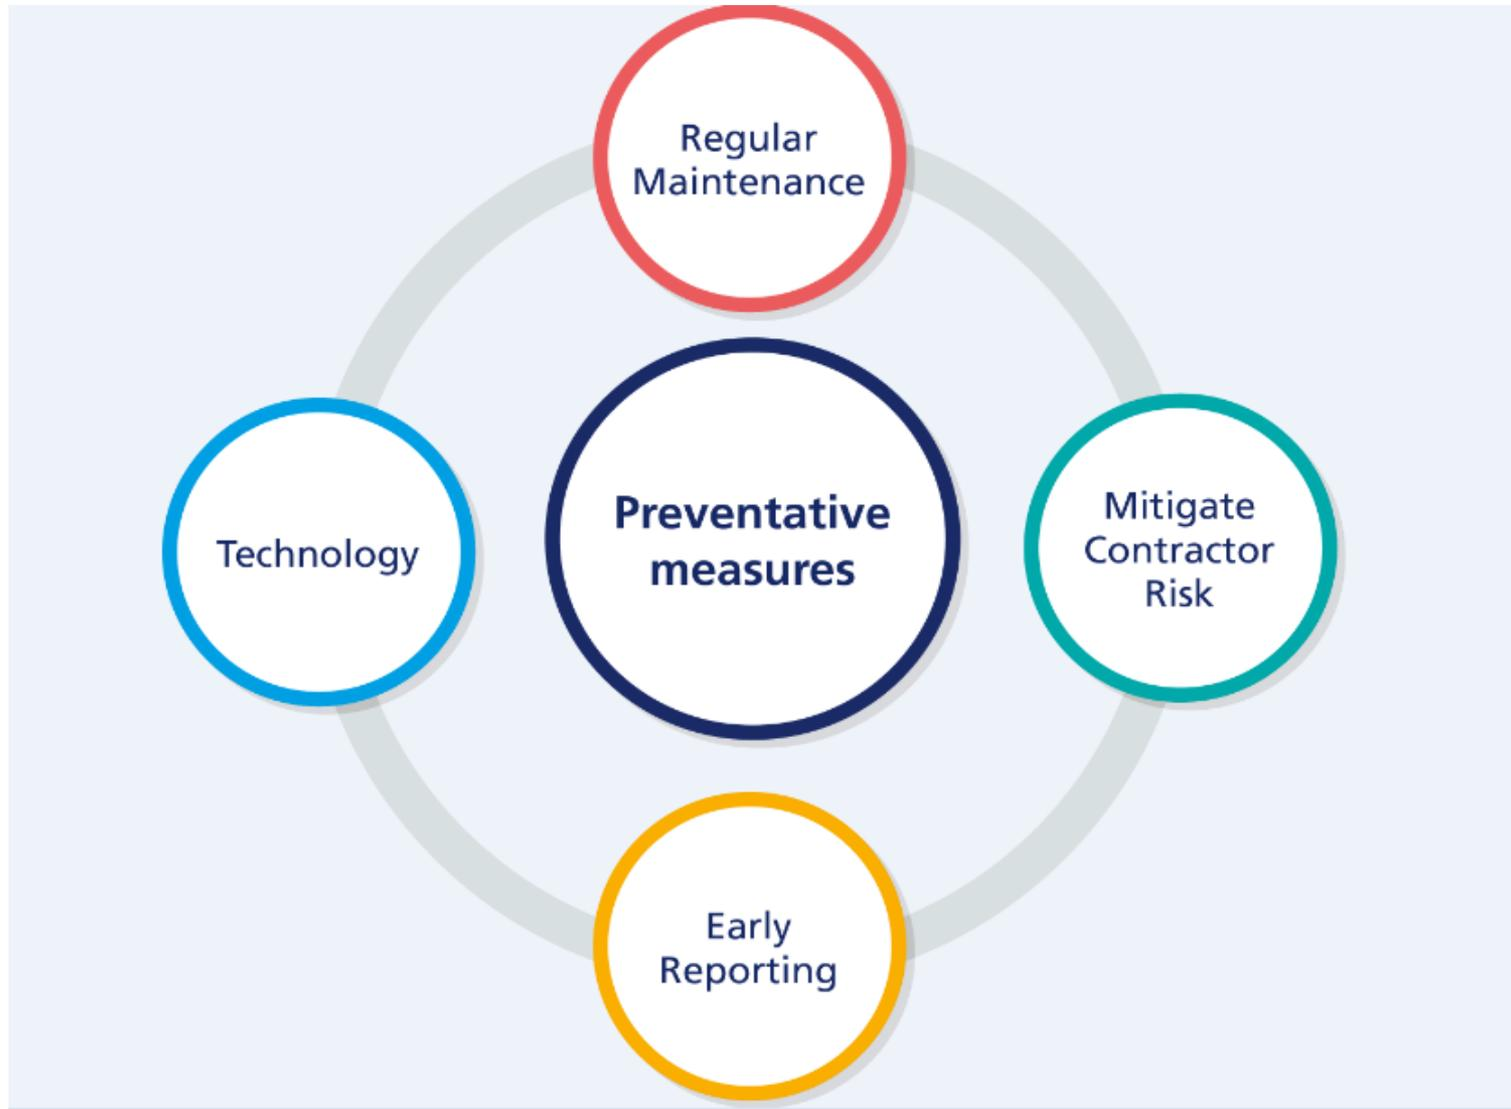 Regular
Maintenance
Technology
Preventative
measures
Mitigate
Contractor
Risk
Early
Reporting